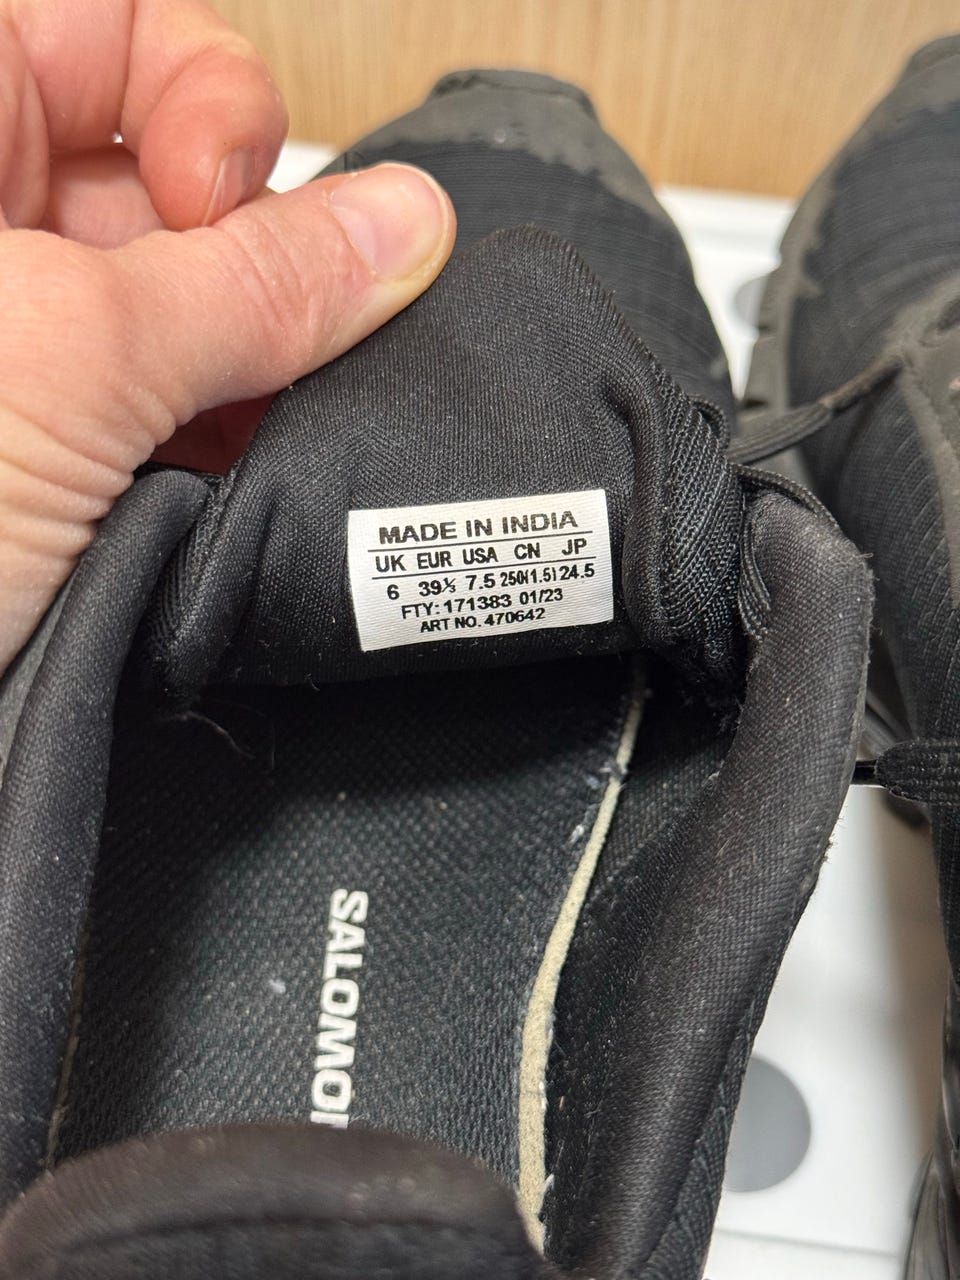 MADE IN INDIA
UK EUR USA CN JP
6 39⅓ 7.5 250(1.5) 24.5
FTY: 171383 01/23
ART NO. 470642
SALOMON